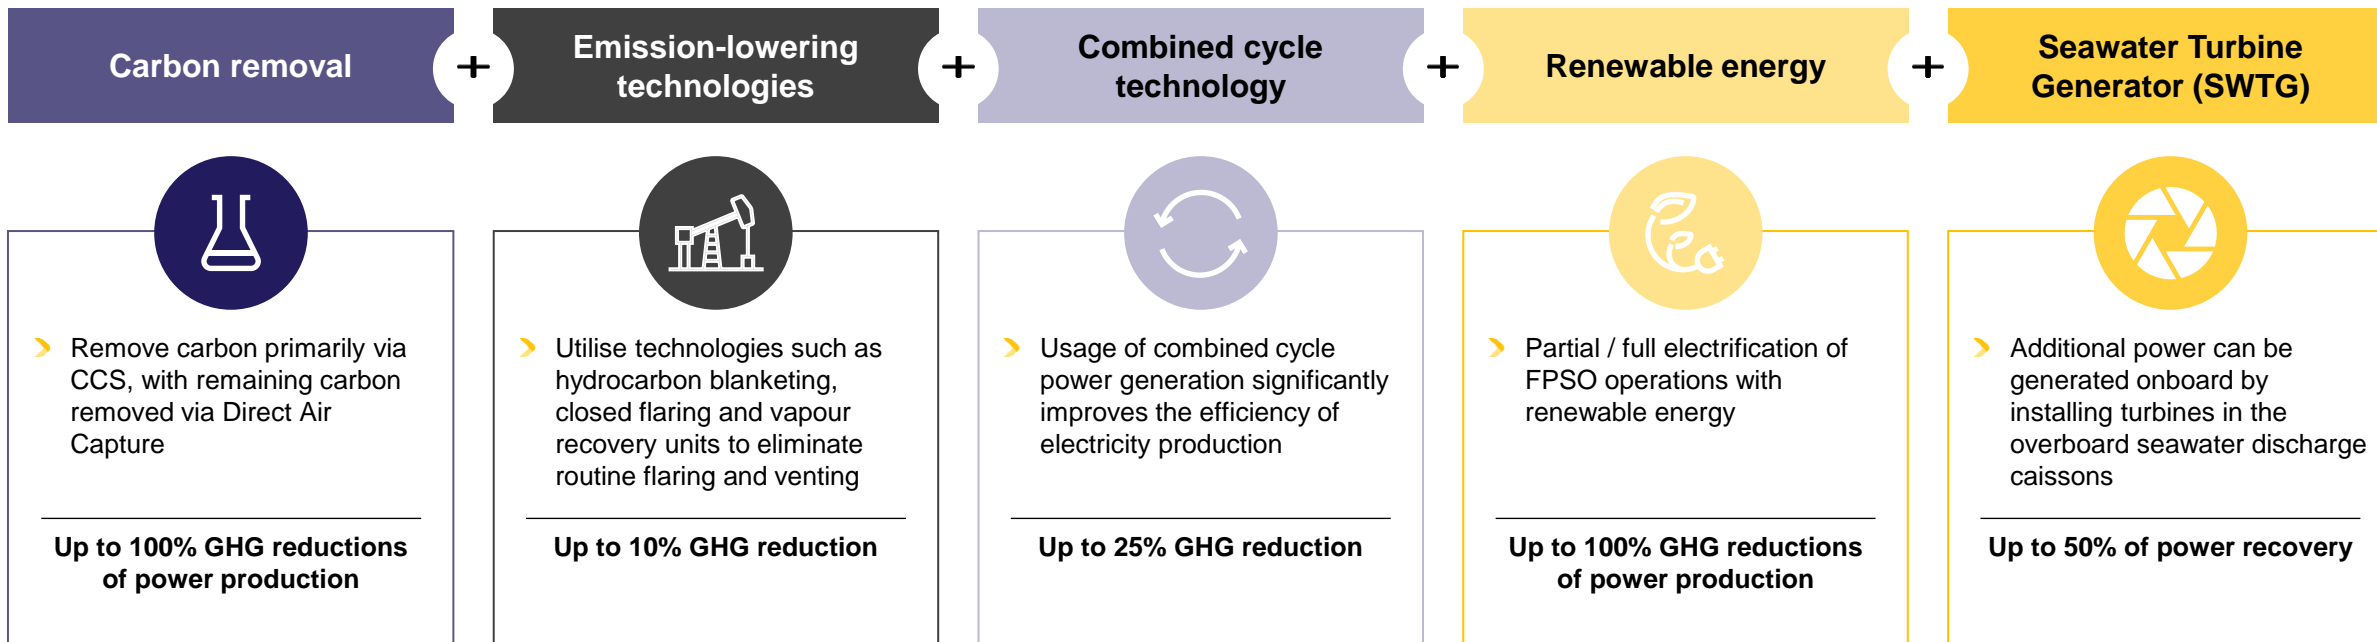 Carbon removal
+
Emission-lowering
technologies
+
Combined cycle
technology
+
Renewable energy
+
Seawater Turbine
Generator (SWTG)
Remove carbon primarily via
CCS, with remaining carbon
removed via Direct Air
Capture
Up to 100% GHG reductions
of power production
Utilise technologies such as
hydrocarbon blanketing,
closed flaring and vapour
recovery units to eliminate
routine flaring and venting
Up to 10% GHG reduction
Usage of combined cycle
power generation significantly
improves the efficiency of
electricity production
Up to 25% GHG reduction
Partial / full electrification of
FPSO operations with
renewable energy
Up to 100% GHG reductions
of power production
Additional power can be
generated onboard by
installing turbines in the
overboard seawater discharge
caissons
Up to 50% of power recovery